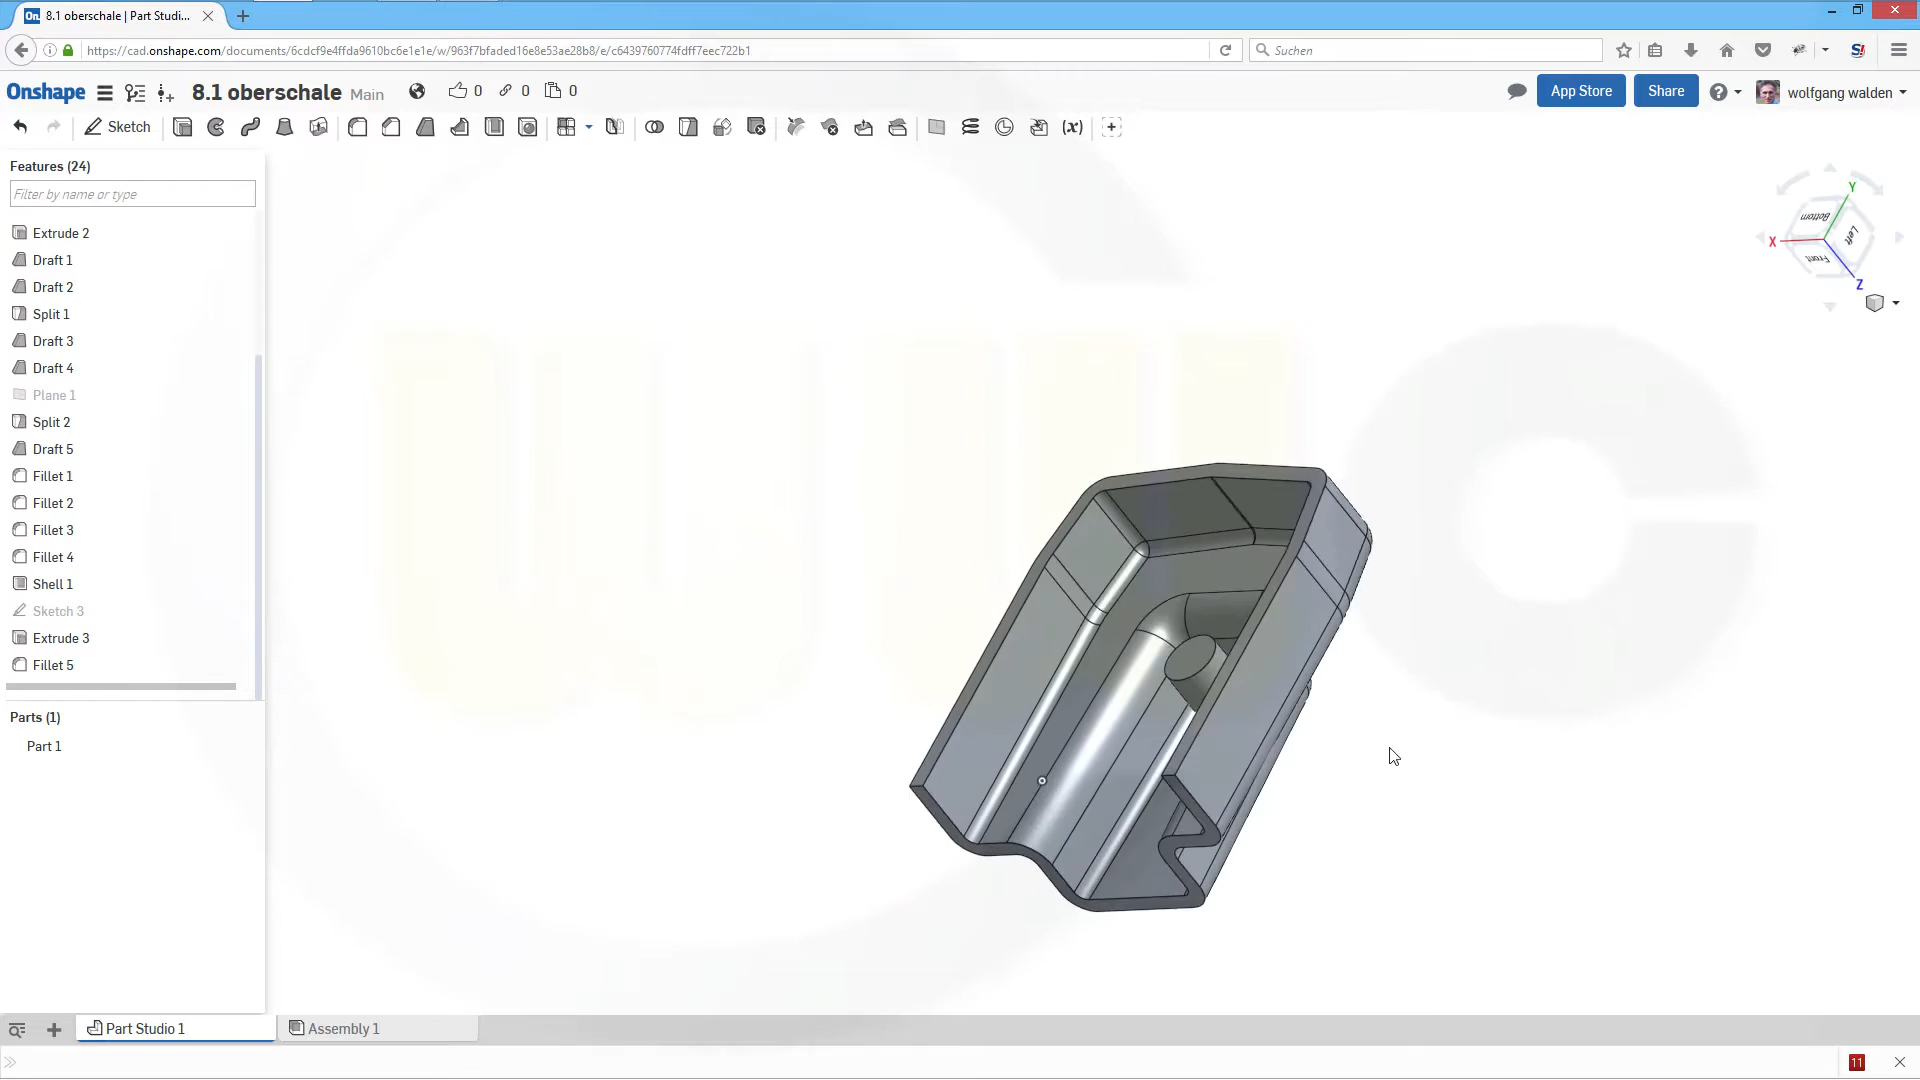 8.1 oberschale | Part Studi...
https://cad.onshape.com/documents/6cdcf9e4ffda9610bc6e1e1e/w/963f7bfaded16e8e53ae28b8/e/c6439760774fdff7eec722b1
Suchen
Onshape 8.1 oberschale Main 0 0 0 App Store Share wolfgang walden
Sketch (x)
Features (24)
Filter by name or type
Extrude 2
Draft 1
Draft 2
Split 1
Draft 3
Draft 4
Plane 1
Split 2
Draft 5
Fillet 1
Fillet 2
Fillet 3
Fillet 4
Shell 1
Sketch 3
Extrude 3
Fillet 5
Parts (1)
Part 1
Y
Bottom
Left
X
Front
Z
Part Studio 1 Assembly 1
11